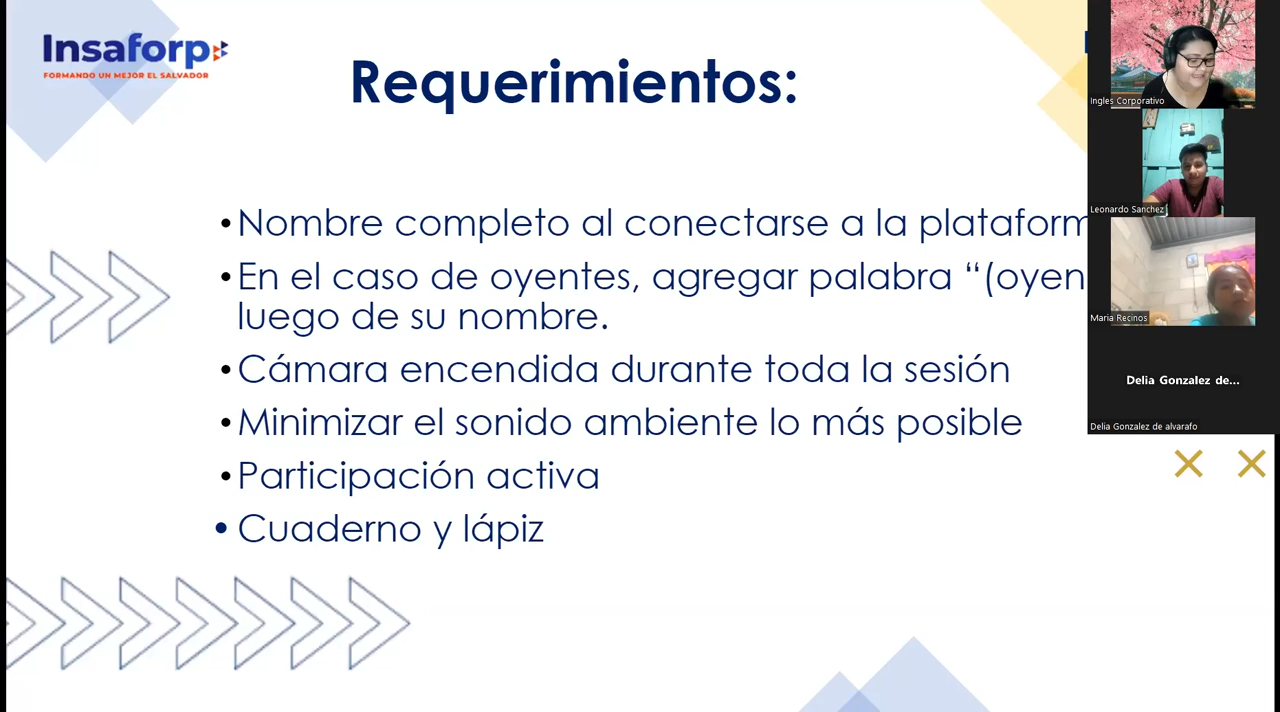 Insaforp
FORMANDO UN MEJOR EL SALVADOR
Requerimientos:
• Nombre completo al conectarse a la plataform
• En el caso de oyentes, agregar palabra “(oyen
luego de su nombre.
• Cámara encendida durante toda la sesión
• Minimizar el sonido ambiente lo más posible
• Participación activa
• Cuaderno y lápiz
Ingles Corporativo
Leonardo Sanchez
Maria Recinos
Delia Gonzalez de...
Delia Gonzalez de alvarafo